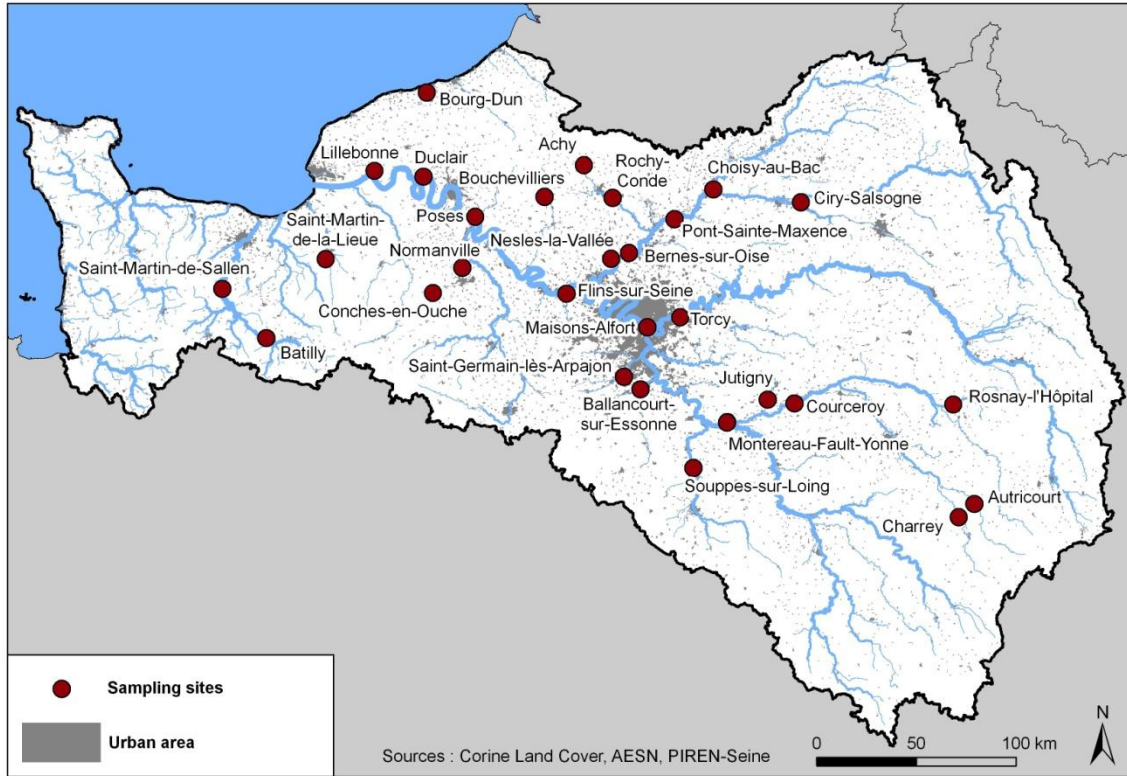 Bourg-Dun
Lillebonne
Duclair
Achy
Bouchevilliers
Rochy-
Conde
Choisy-au-Bac
Ciry-Salsogne
Poses
Pont-Sainte-Maxence
Saint-Martin-
de-la-Lieue
Normanville
Nesles-la-Vallée
Bernes-sur-Oise
Saint-Martin-de-Sallen
Flins-sur-Seine
Conches-en-Ouche
Torcy
Maisons-Alfort
Batilly
Saint-Germain-lès-Arpajon
Jutigny
Courceroy
Rosnay-l'Hôpital
Ballancourt-
sur-Essonne
Montereau-Fault-Yonne
Souppes-sur-Loing
Autricourt
Charrey
Sampling sites
Urban area
Sources : Corine Land Cover, AESN, PIREN-Seine
0 50 100 km
N